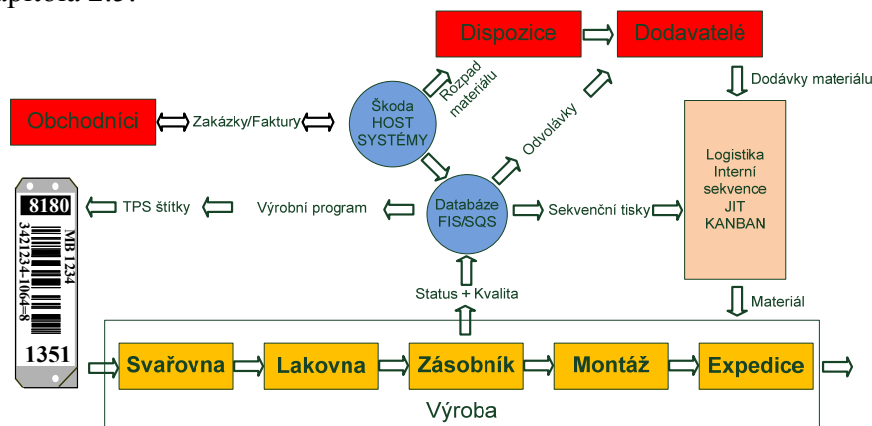 Dispozice
Dodavatelé
Rozpad
materiálu
Dodávky materiálu
Škoda
HOST
SYSTÉMY
Obchodníci
Zakázky/Faktury
Odvolávky
Logistika
Interní
sekvence
JIT
KANBAN
8180
MB 1234
3421234-1064=8
1351
TPS štítky
Výrobní program
Databáze
FIS/SQS
Sekvenční tisky
Status + Kvalita
Materiál
Svařovna
Lakovna
Zásobník
Montáž
Expedice
Výroba